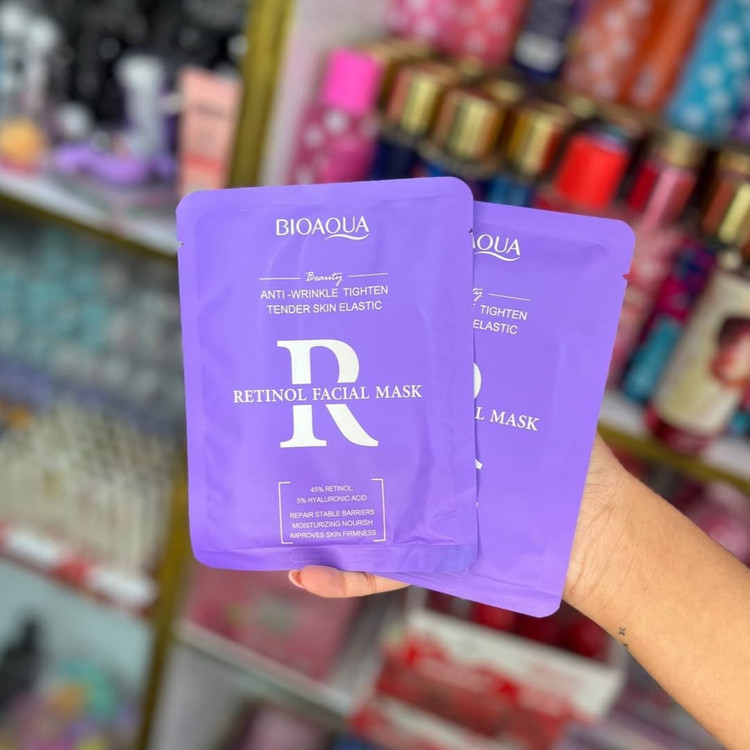 BIOAQUA
Beauty
ANTI -WRINKLE TIGHTEN
TENDER SKIN ELASTIC
R
RETINOL FACIAL MASK
45% RETINOL
5% HYALURONIC ACID
REPAIR STABLE BARRIERS
MOISTURIZING NOURISH
IMPROVES SKIN FIRMNESS
AQUA
ty
TIGHTEN
ELASTIC
L MASK